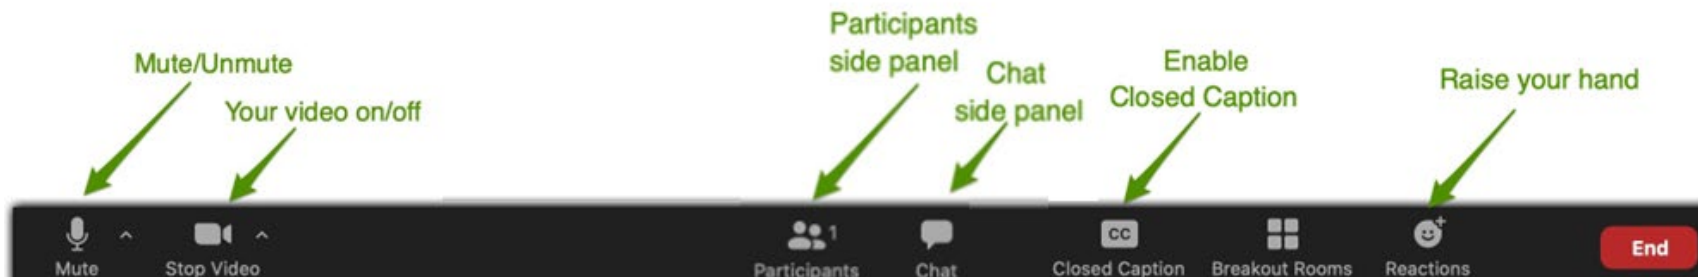 Participants
side panel
Mute/Unmute
Chat
side panel
Enable
Closed Caption
Raise your hand
Your video on/off
1
CC
End
Mute
Stop Video
Participants
Chat
Closed Caption
Breakout Rooms
Reactions